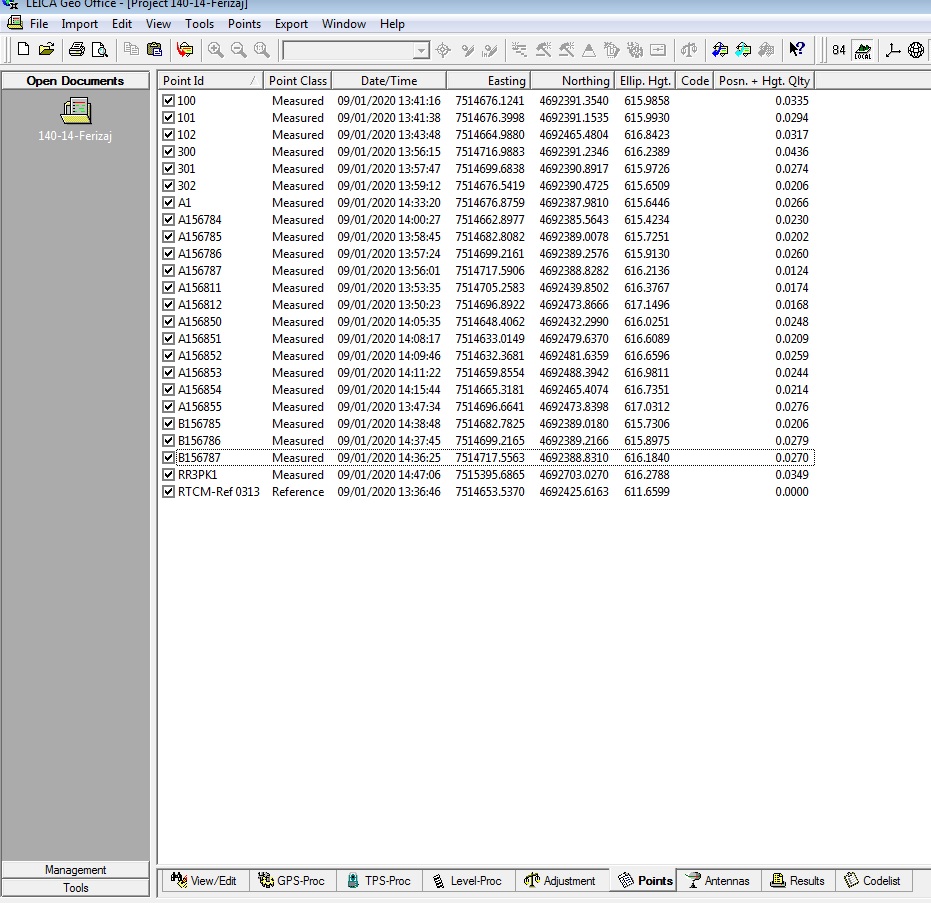 LEICA Geo Office - [Project 140-14-Ferizaj]
File Import Edit View Tools Points Export Window Help
84 LOCAL
Open Documents
140-14-Ferizaj
Point Id Point Class Date/Time Easting Northing Ellip. Hgt. Code Posn. + Hgt. Qlty
100 Measured 09/01/2020 13:41:16 7514676.1241 4692391.3540 615.9858 0.0335
101 Measured 09/01/2020 13:41:38 7514676.3998 4692391.1535 615.9930 0.0294
102 Measured 09/01/2020 13:43:48 7514664.9880 4692465.4804 616.8423 0.0317
300 Measured 09/01/2020 13:56:15 7514716.9883 4692391.2346 616.2389 0.0436
301 Measured 09/01/2020 13:57:47 7514699.6838 4692390.8917 615.9726 0.0274
302 Measured 09/01/2020 13:59:12 7514676.5419 4692390.4725 615.6509 0.0206
A1 Measured 09/01/2020 14:33:20 7514676.8759 4692387.9810 615.6446 0.0266
A156784 Measured 09/01/2020 14:00:27 7514662.8977 4692385.5643 615.4234 0.0230
A156785 Measured 09/01/2020 13:58:45 7514682.8082 4692389.0078 615.7251 0.0202
A156786 Measured 09/01/2020 13:57:24 7514699.2161 4692389.2576 615.9130 0.0260
A156787 Measured 09/01/2020 13:56:01 7514717.5906 4692388.8282 616.2136 0.0124
A156811 Measured 09/01/2020 13:53:35 7514705.2583 4692439.8502 616.3767 0.0174
A156812 Measured 09/01/2020 13:50:23 7514696.8922 4692473.8666 617.1496 0.0168
A156850 Measured 09/01/2020 14:05:35 7514648.4062 4692432.2990 616.0251 0.0248
A156851 Measured 09/01/2020 14:08:17 7514633.0149 4692479.6370 616.6089 0.0209
A156852 Measured 09/01/2020 14:09:46 7514632.3681 4692481.6359 616.6596 0.0259
A156853 Measured 09/01/2020 14:11:22 7514659.8554 4692488.3942 616.9811 0.0244
A156854 Measured 09/01/2020 14:15:44 7514665.3181 4692465.4074 616.7351 0.0214
A156855 Measured 09/01/2020 13:47:34 7514696.6641 4692473.8398 617.0312 0.0276
B156785 Measured 09/01/2020 14:38:48 7514682.7825 4692389.0180 615.7306 0.0206
B156786 Measured 09/01/2020 14:37:45 7514699.2165 4692389.2166 615.8975 0.0279
B156787 Measured 09/01/2020 14:36:25 7514717.5563 4692388.8310 616.1840 0.0270
RR3PK1 Measured 09/01/2020 14:47:06 7515395.6865 4692703.0270 616.2788 0.0349
RTCM-Ref 0313 Reference 09/01/2020 13:36:46 7514653.5370 4692425.6163 611.6599 0.0000
Management
Tools
View/Edit GPS-Proc TPS-Proc Level-Proc Adjustment Points Antennas Results Codelist